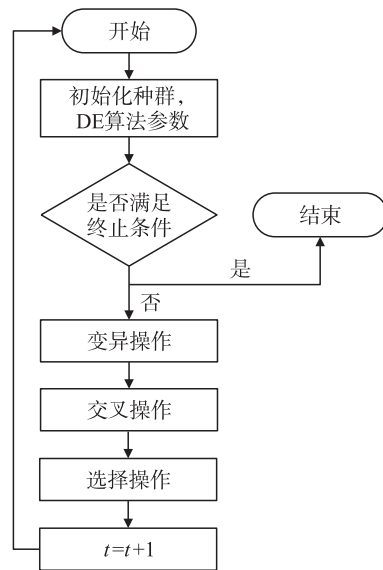 开始
初始化种群，
DE算法参数
是否满足
终止条件
结束
是
否
变异操作
交叉操作
选择操作
t=t+1